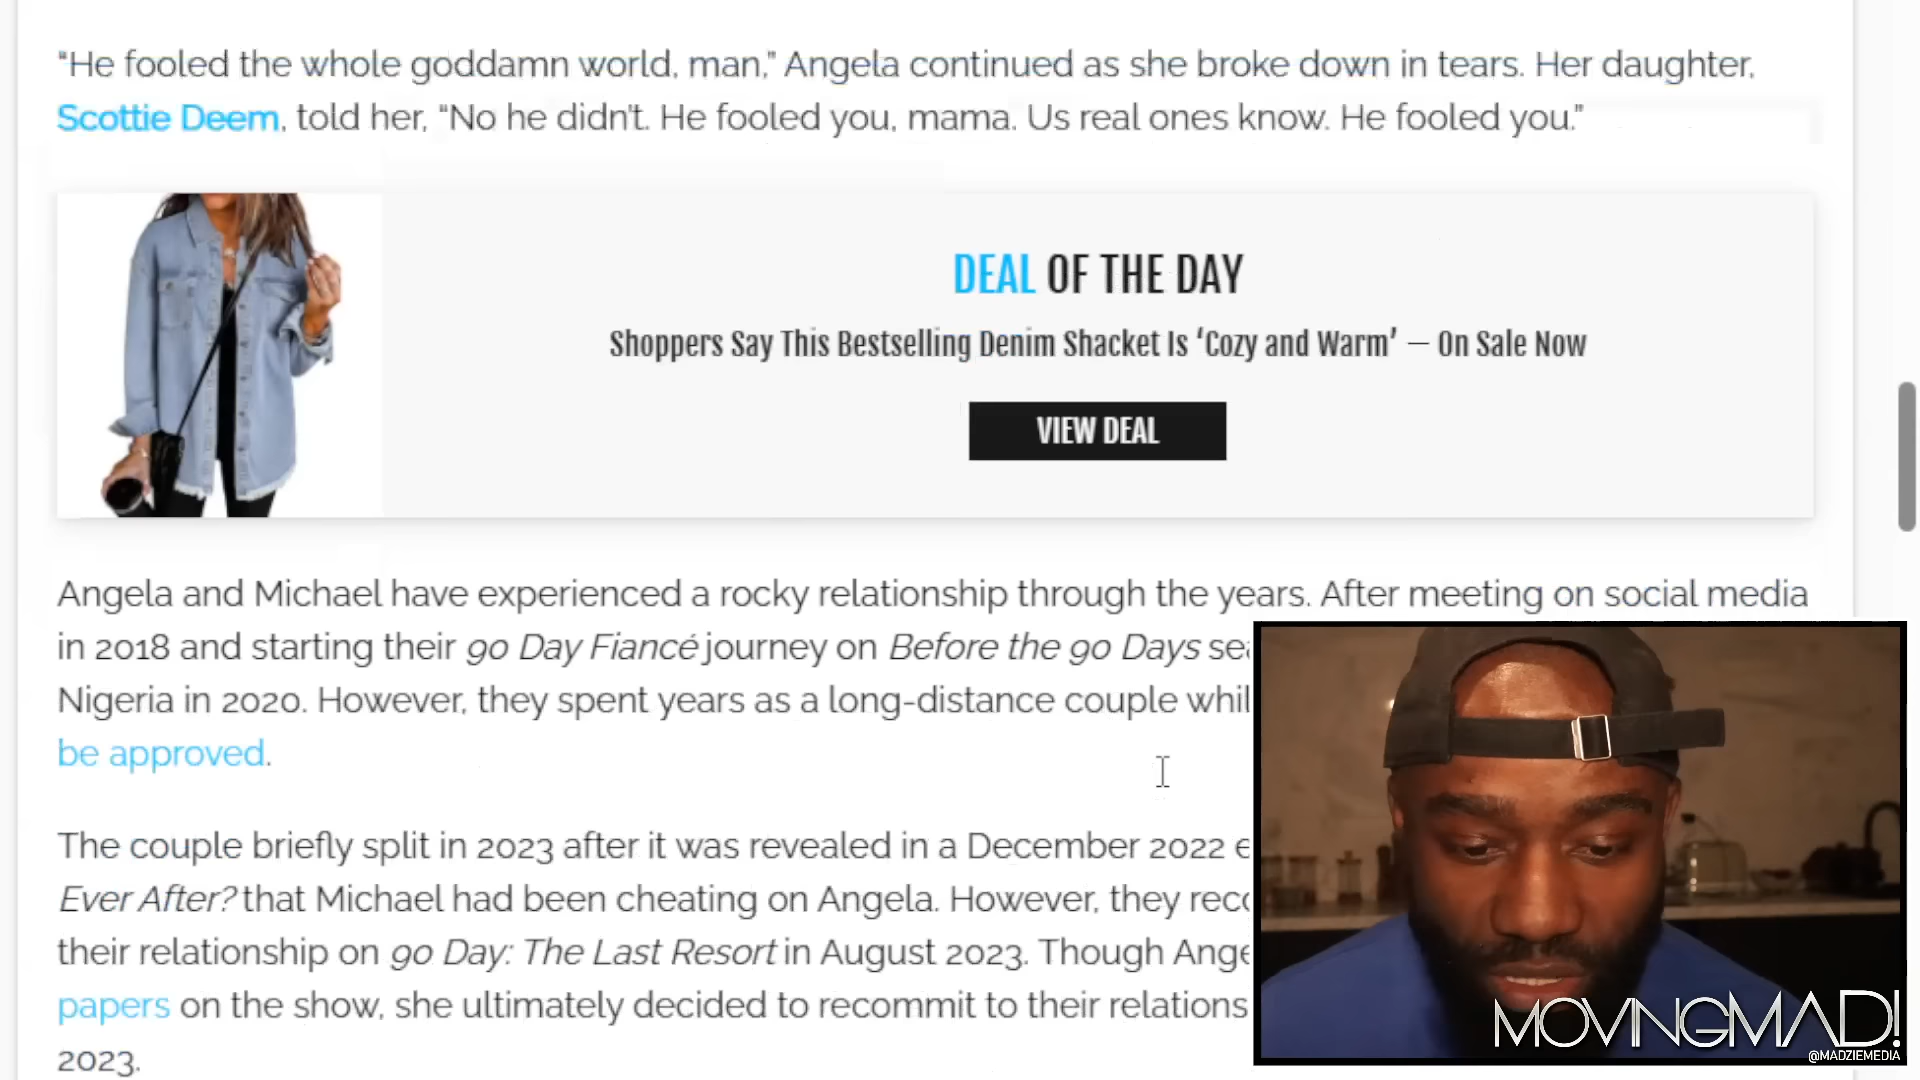 “He fooled the whole goddamn world, man,” Angela continued as she broke down in tears. Her daughter,
Scottie Deem, told her, “No he didn’t. He fooled you, mama. Us real ones know. He fooled you.”
DEAL OF THE DAY
Shoppers Say This Bestselling Denim Shacket Is ‘Cozy and Warm’ — On Sale Now
VIEW DEAL
Angela and Michael have experienced a rocky relationship through the years. After meeting on social media
in 2018 and starting their 90 Day Fiancé journey on Before the 90 Days
Nigeria in 2020. However, they spent years as a long-distance couple
be approved.
The couple briefly split in 2023 after it was revealed in a December 2022
Ever After? that Michael had been cheating on Angela. However, they
their relationship on 90 Day: The Last Resort in August 2023. Though
papers on the show, she ultimately decided to recommit to their
2023.
MOVINGMAD!
@MADZIEMEDIA